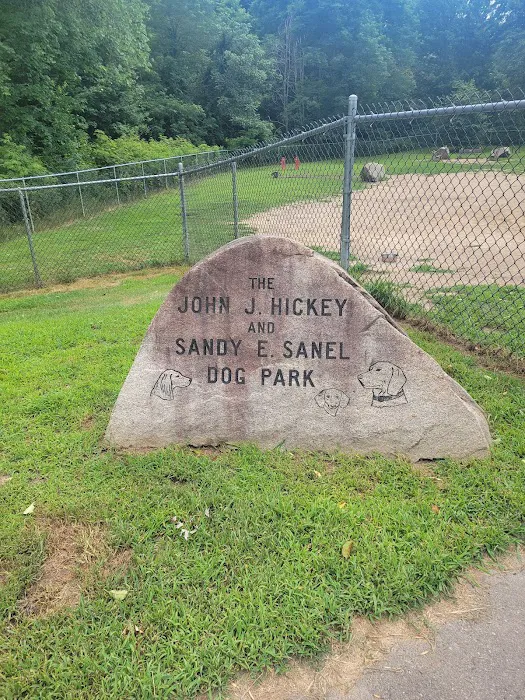 THE
JOHN J. HICKEY
AND
SANDY E. SANEL
DOG PARK